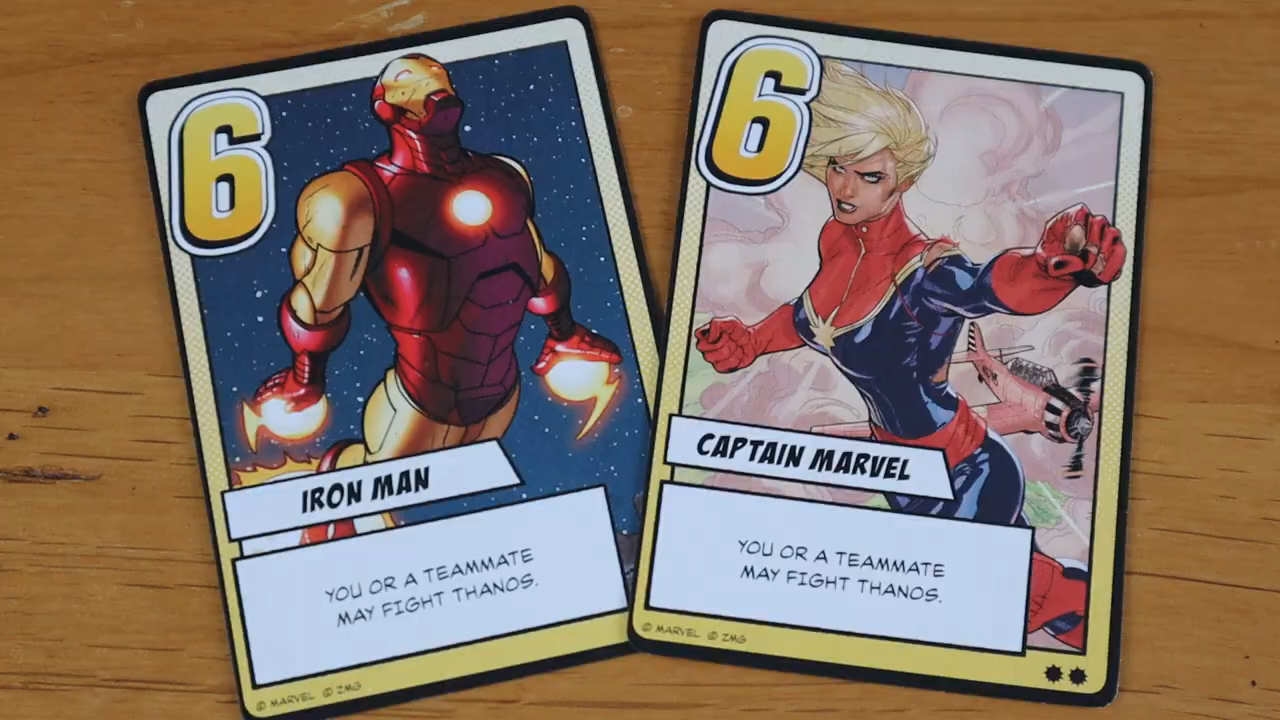 6
IRON MAN
YOU OR A TEAMMATE
MAY FIGHT THANOS.
© MARVEL © ZMG
6
CAPTAIN MARVEL
YOU OR A TEAMMATE
MAY FIGHT THANOS.
© MARVEL © ZMG